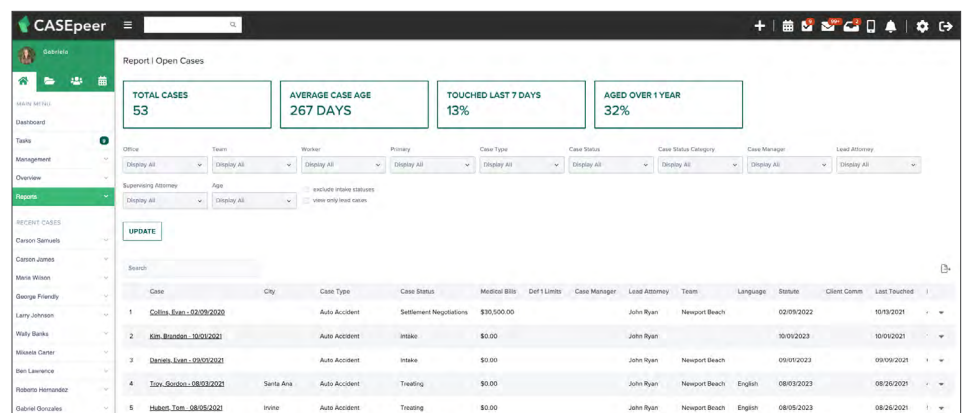 CASEpeer
9
99+
2
Gabriela
MAIN MENU
Dashboard
Tasks 9
Management
Overview
Reports
RECENT CASES
Carson Samuels
Carson James
Maria Wilson
George Friendly
Larry Johnson
Wally Banks
Mikaela Carter
Ben Lawrence
Roberto Hernandez
Gabriel Gonzales
Report | Open Cases
TOTAL CASES
53
AVERAGE CASE AGE
267 DAYS
TOUCHED LAST 7 DAYS
13%
AGED OVER 1 YEAR
32%
Office Team Worker Primary Case Type Case Status Case Status Category Case Manager Lead Attorney
Display All Display All Display All Display All Display All Display All Display All Display All Display All
Supervising Attorney Age
Display All Display All
exclude intake statuses
view only lead cases
UPDATE
Search
Case City Case Type Case Status Medical Bills Def 1 Limits Case Manager Lead Attorney Team Language Statute Client Comm Last Touched
1 Collins, Evan - 02/09/2020 Auto Accident Settlement Negotiations $30,500.00 John Ryan Newport Beach 02/09/2022 10/13/2021
2 Kim, Brandon - 10/01/2021 Auto Accident Intake $0.00 John Ryan 10/01/2023 10/01/2021
3 Daniels, Evan - 09/01/2021 Auto Accident Intake $0.00 John Ryan Newport Beach 09/01/2023 09/09/2021
4 Troy, Gordon - 08/03/2021 Santa Ana Auto Accident Treating $0.00 John Ryan Newport Beach English 08/03/2023 08/26/2021
5 Hubert, Tom - 08/05/2021 Irvine Auto Accident Treating $0.00 John Ryan Newport Beach English 08/05/2023 08/26/2021